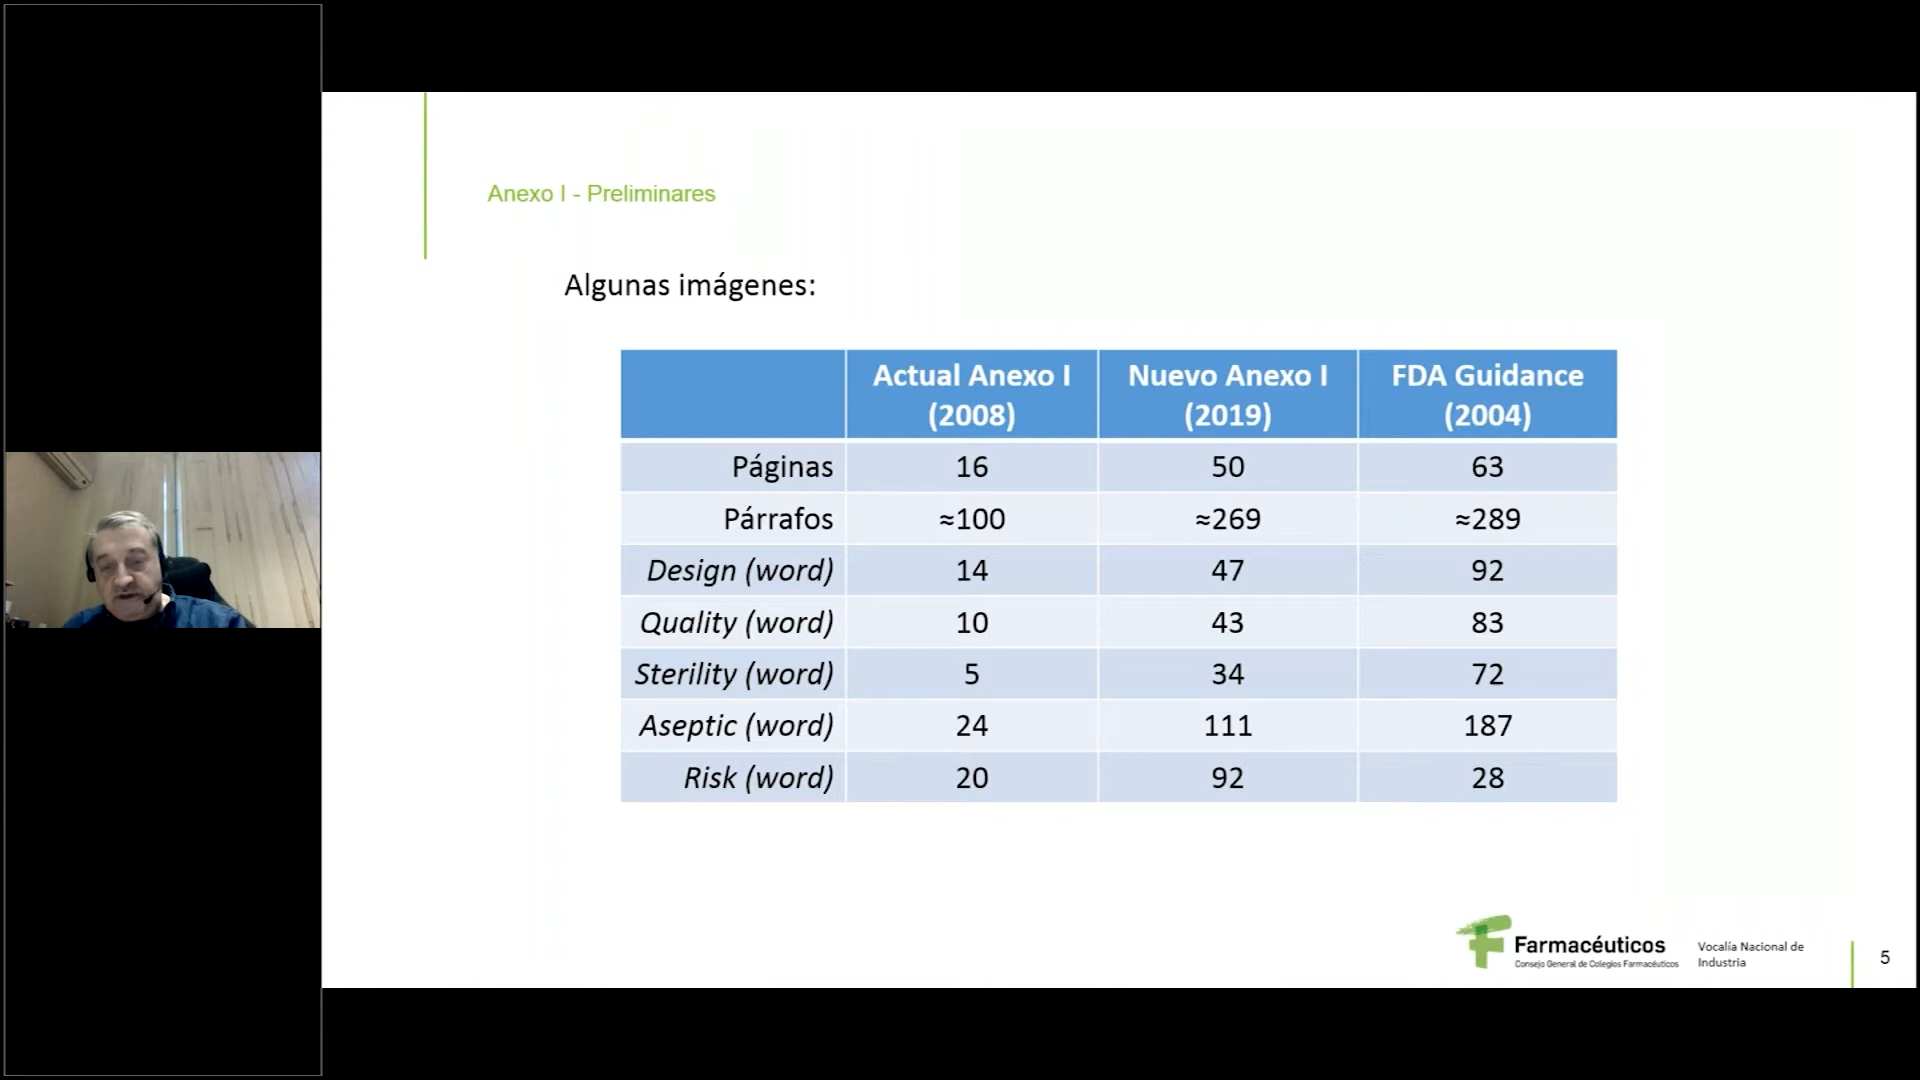 Anexo I - Preliminares
Algunas imágenes:
Actual Anexo I (2008) Nuevo Anexo I (2019) FDA Guidance (2004)
Páginas 16 50 63
Párrafos ≈100 ≈269 ≈289
Design (word) 14 47 92
Quality (word) 10 43 83
Sterility (word) 5 34 72
Aseptic (word) 24 111 187
Risk (word) 20 92 28
Farmacéuticos
Consejo General de Colegios Farmacéuticos
Vocalía Nacional de
Industria
5